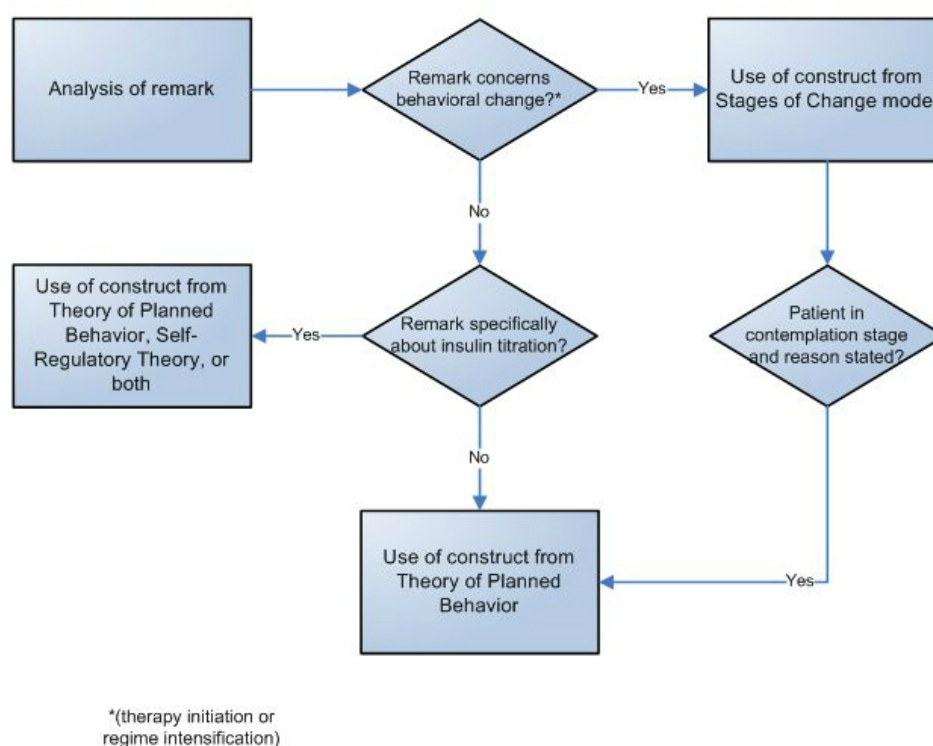 Analysis of remark
Remark concerns
behavioral change?*
Yes
Use of construct from
Stages of Change mode
No
Use of construct from
Theory of Planned
Behavior, Self-
Regulatory Theory, or
both
Yes
Remark specifically
about insulin titration?
Patient in
contemplation stage
and reason stated?
No
Use of construct from
Theory of Planned
Behavior
Yes
*(therapy initiation or
regime intensification)